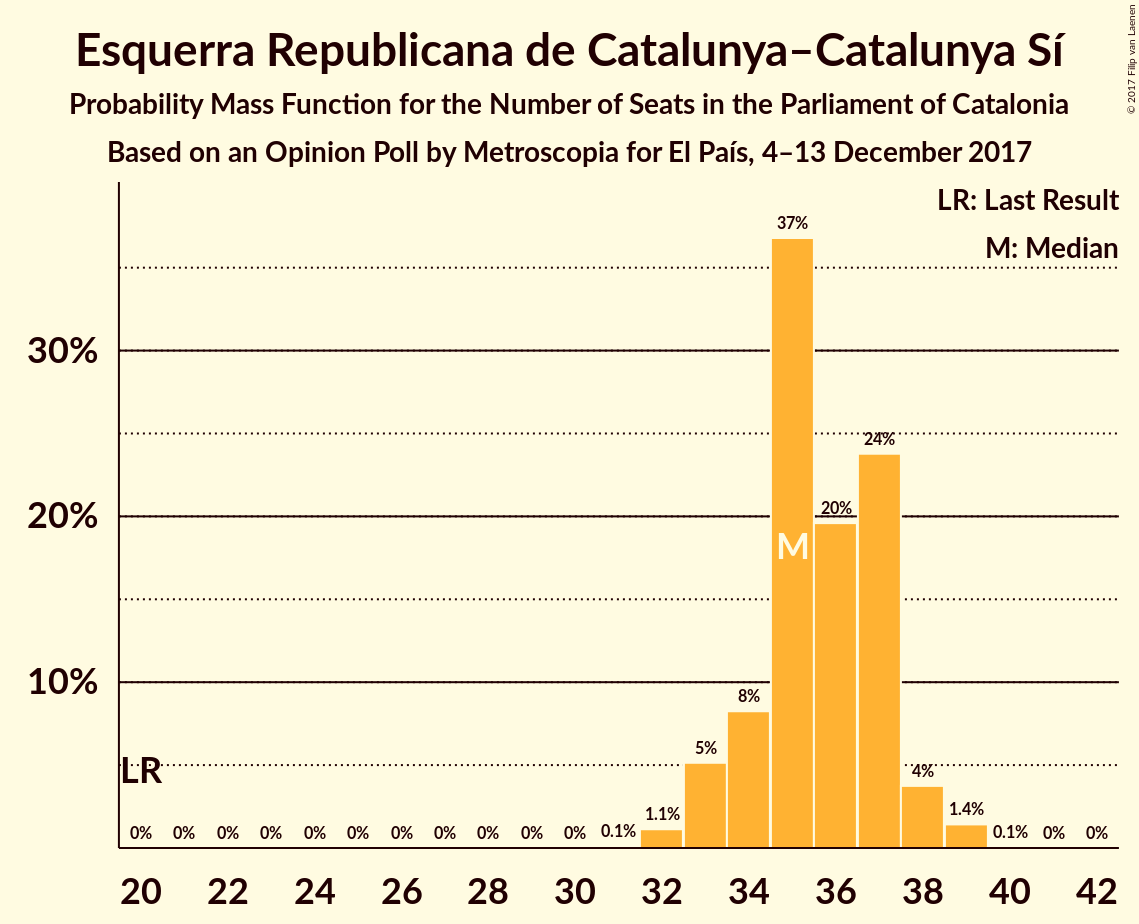 Esquerra Republicana de Catalunya–Catalunya Sí
Probability Mass Function for the Number of Seats in the Parliament of Catalonia
Based on an Opinion Poll by Metroscopia for El País, 4–13 December 2017
© 2017 Filip van Laenen
LR: Last Result
M: Median
37%
30%
24%
20%
20%
M
10%
8%
5%
4%
LR
1.1%
1.4%
0% 0% 0% 0% 0% 0% 0% 0% 0% 0% 0% 0.1% 0.1% 0% 0%
20 22 24 26 28 30 32 34 36 38 40 42